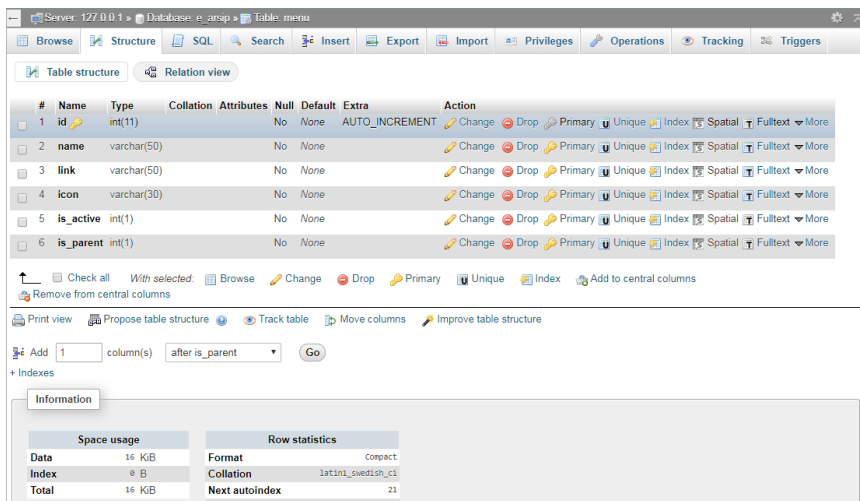 Server: 127.0.0.1 » Database: e_arsip » Table: menu
Browse Structure SQL Search Insert Export Import Privileges Operations Tracking Triggers
Table structure Relation view
# Name Type Collation Attributes Null Default Extra Action
1 id int(11) No None AUTO_INCREMENT Change Drop Primary Unique Index Spatial Fulltext More
2 name varchar(50) No None Change Drop Primary Unique Index Spatial Fulltext More
3 link varchar(50) No None Change Drop Primary Unique Index Spatial Fulltext More
4 icon varchar(30) No None Change Drop Primary Unique Index Spatial Fulltext More
5 is_active int(1) No None Change Drop Primary Unique Index Spatial Fulltext More
6 is_parent int(1) No None Change Drop Primary Unique Index Spatial Fulltext More
Check all With selected: Browse Change Drop Primary Unique Index Add to central columns
Remove from central columns
Print view Propose table structure Track table Move columns Improve table structure
Add 1 column(s) after is_parent Go
+ Indexes
Information
Space usage Row statistics
Data 16 KiB Format Compact
Index 0 B Collation latin1_swedish_ci
Total 16 KiB Next autoindex 21